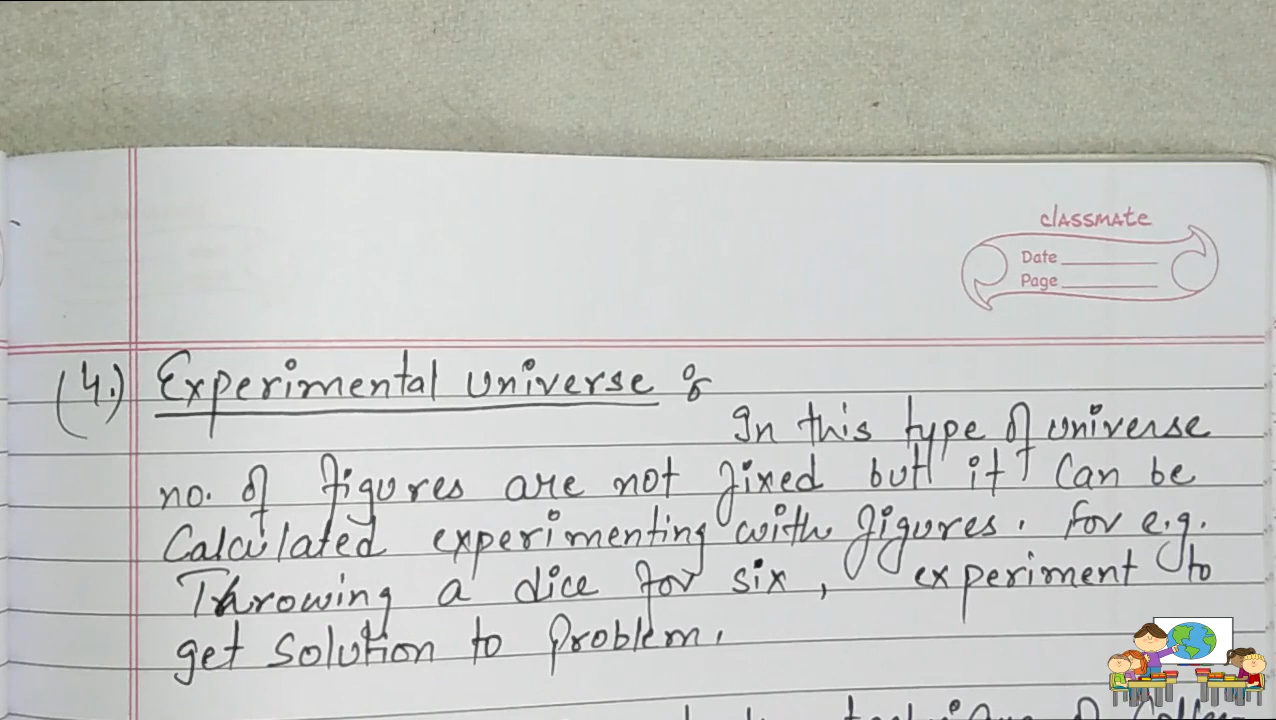 classmate
Date
Page
(4.) Experimental Universe :
In this type of universe
no. of figures are not fixed but it can be
Calculated experimenting with figures. For e.g.
Throwing a dice for six, experiment to
get Solution to Problem.